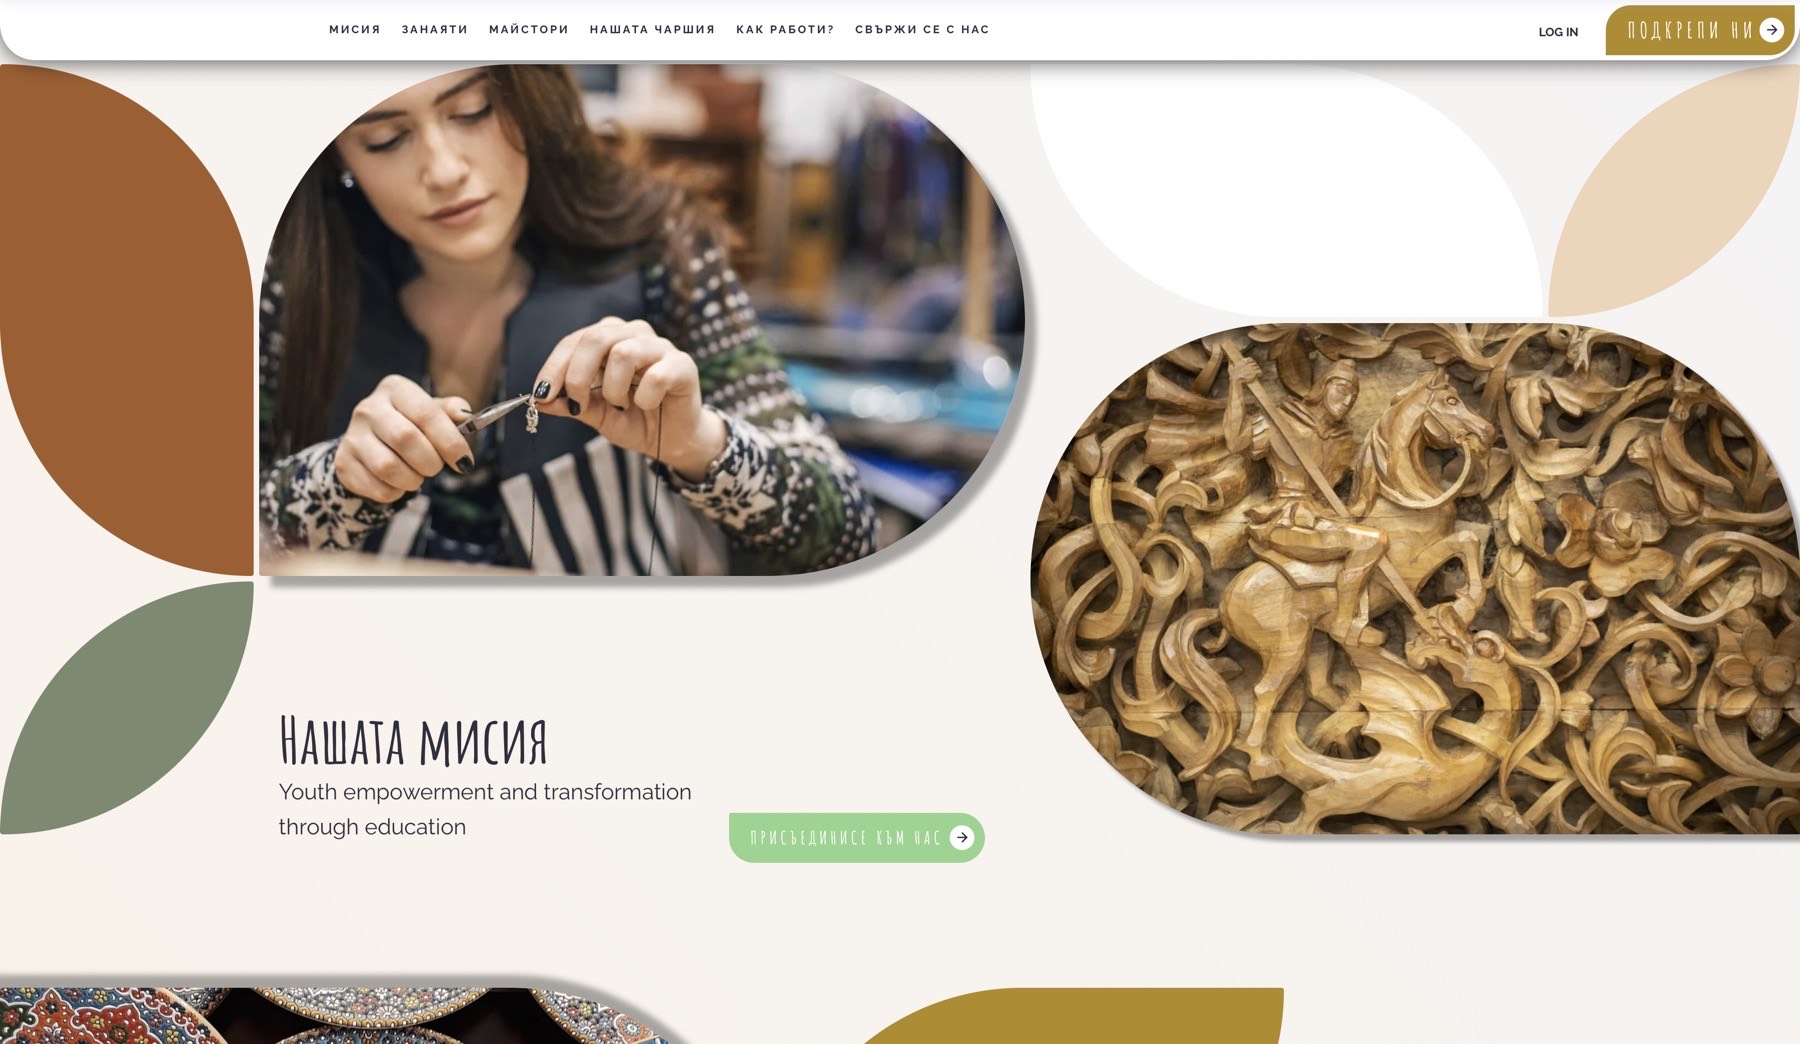 МИСИЯ ЗАНАЯТИ МАЙСТОРИ НАШАТА ЧАРШИЯ КАК РАБОТИ? СВЪРЖИ СЕ С НАС LOG IN ПОДКРЕПИ НИ
Нашата мисия
Youth empowerment and transformation
through education
ПРИСЪЕДИНИСЕ КЪМ НАС